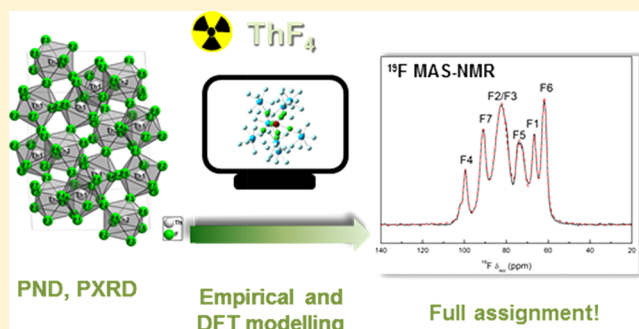 ThF₄
¹⁹F MAS-NMR
F4
F7
F2/F3
F5
F1
F6
140 120 100 80 60 40 20
¹⁹F δiso (ppm)
Th
F
PND, PXRD
Empirical and
DFT modelling
Full assignment!